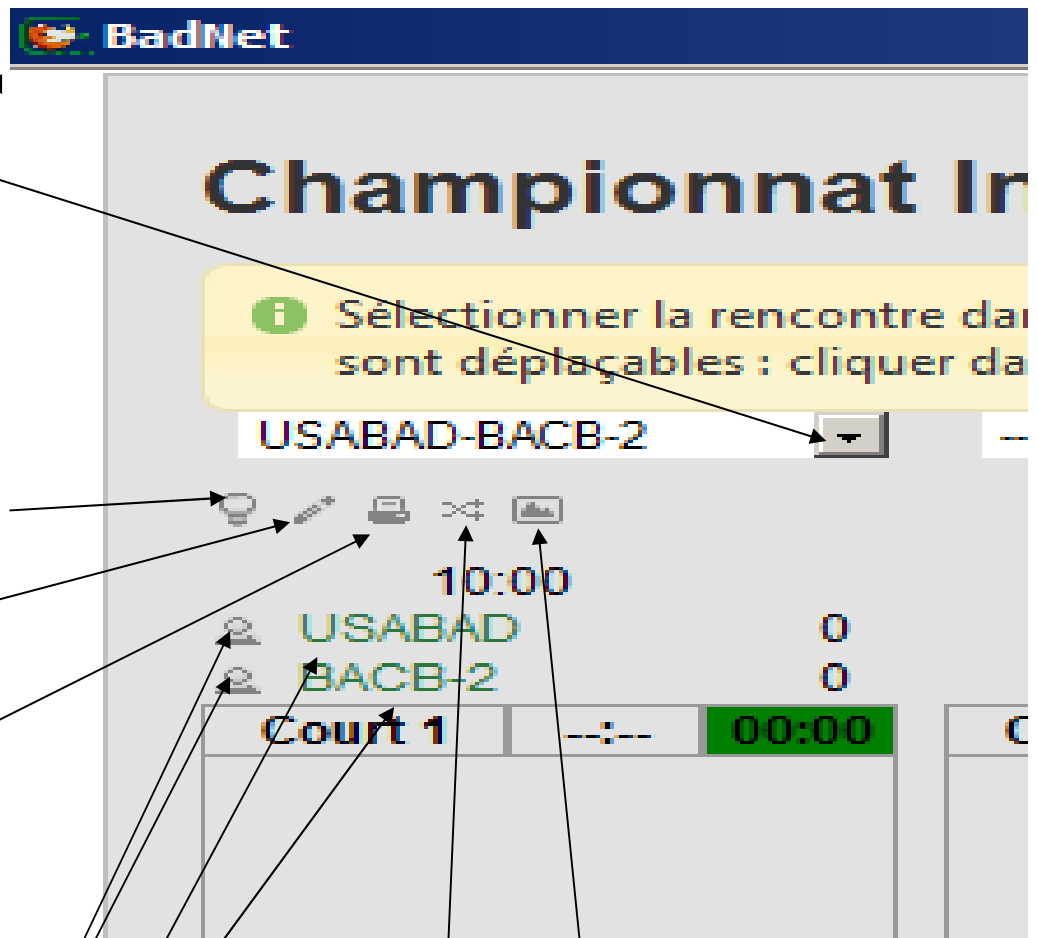 BadNet
Championnat In
Sélectionner la rencontre dan
sont déplaçables : cliquer da
USABAD-BACB-2 --
10:00
USABAD 0
BACB-2 0
Court 1 --:-- 00:00 C